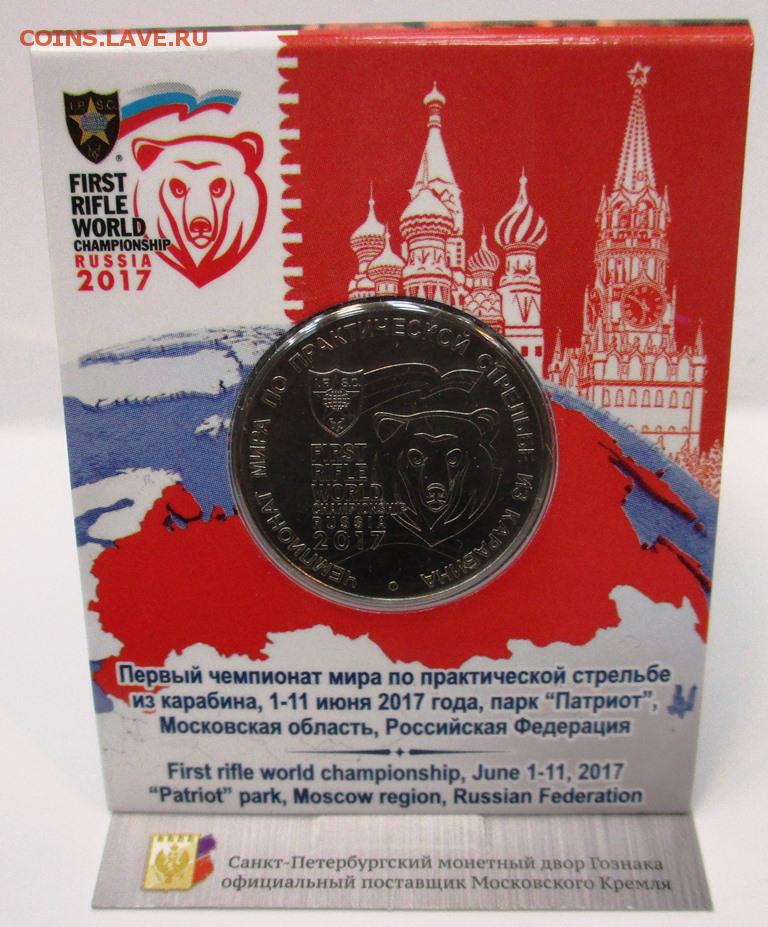 COINS.LAVE.RU
I.P.S.C.
®
FIRST
RIFLE
WORLD
CHAMPIONSHIP
RUSSIA
2017
ЧЕМПИОНАТ МИРА ПО ПРАКТИЧЕСКОЙ СТРЕЛЬБЕ ИЗ КАРАБИНА
I.P.S.C.
FIRST
RIFLE
WORLD
CHAMPIONSHIP
RUSSIA
2017
Первый чемпионат мира по практической стрельбе
из карабина, 1-11 июня 2017 года, парк “Патриот”,
Московская область, Российская Федерация
First rifle world championship, June 1-11, 2017
“Patriot” park, Moscow region, Russian Federation
Санкт-Петербургский монетный двор Гознака
официальный поставщик Московского Кремля